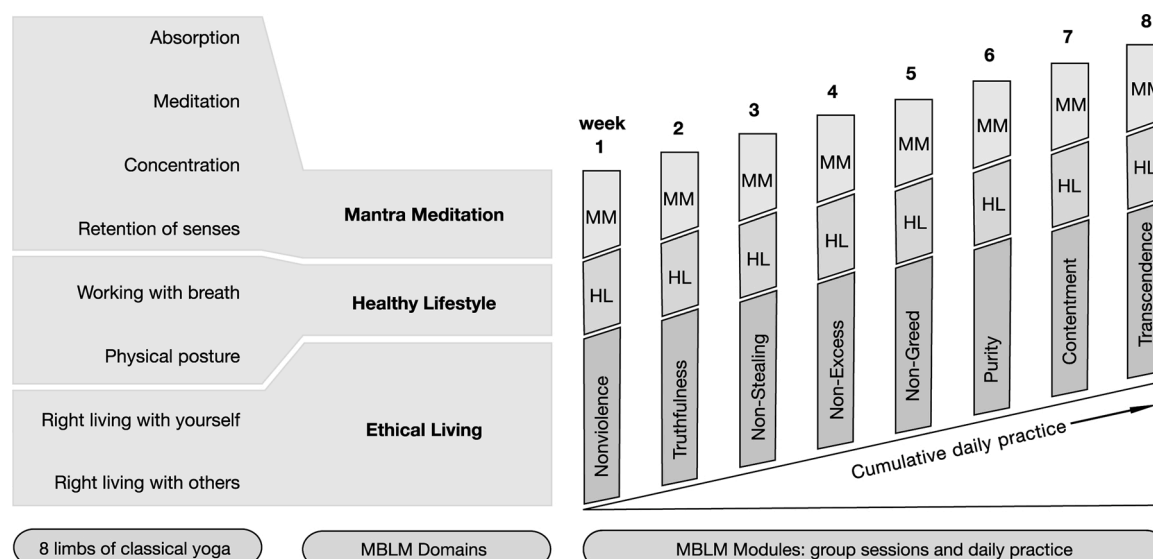 Absorption
Meditation
Concentration
Retention of senses
Working with breath
Physical posture
Right living with yourself
Right living with others
8 limbs of classical yoga
Mantra Meditation
Healthy Lifestyle
Ethical Living
MBLM Domains
week
1
MM
HL
Nonviolence
2
MM
HL
Truthfulness
3
MM
HL
Non-Stealing
4
MM
HL
Non-Excess
5
MM
HL
Non-Greed
6
MM
HL
Purity
7
MM
HL
Contentment
8
MM
HL
Transcendence
Cumulative daily practice
MBLM Modules: group sessions and daily practice